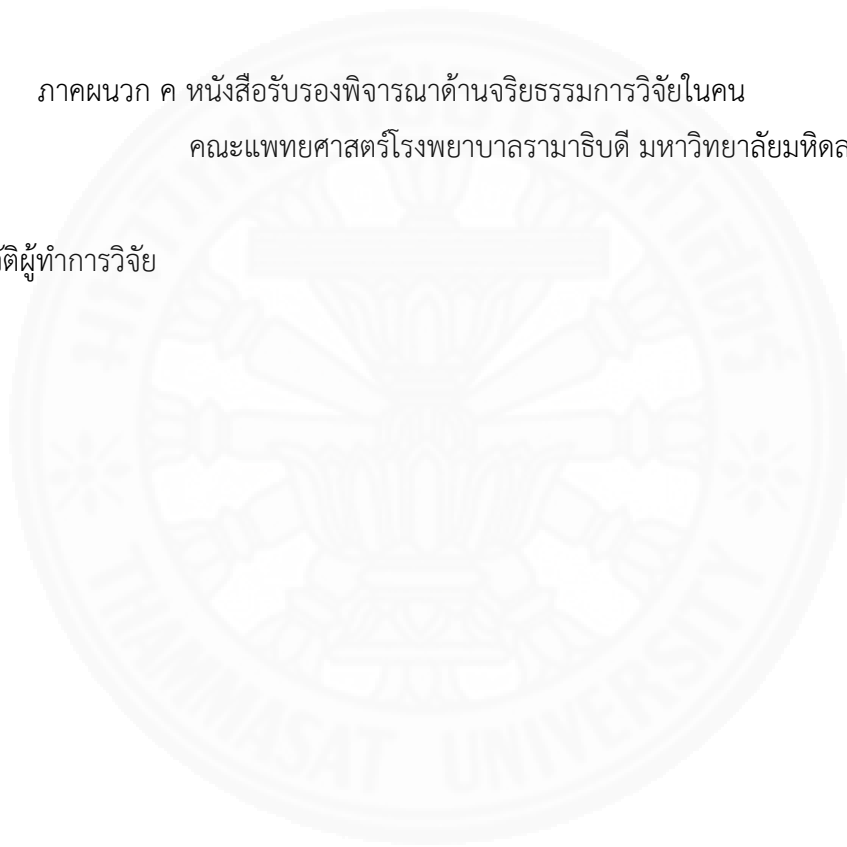 ภาคผนวก ค หนังสือรับรองพิจารณาด้านจริยธรรมการวิจัยในคน
คณะแพทยศาสตร์โรงพยาบาลรามาธิบดี มหาวิทยาลัยมหิดล
ผู้ทำการวิจัย
THAMMASAT UNIVERSITY